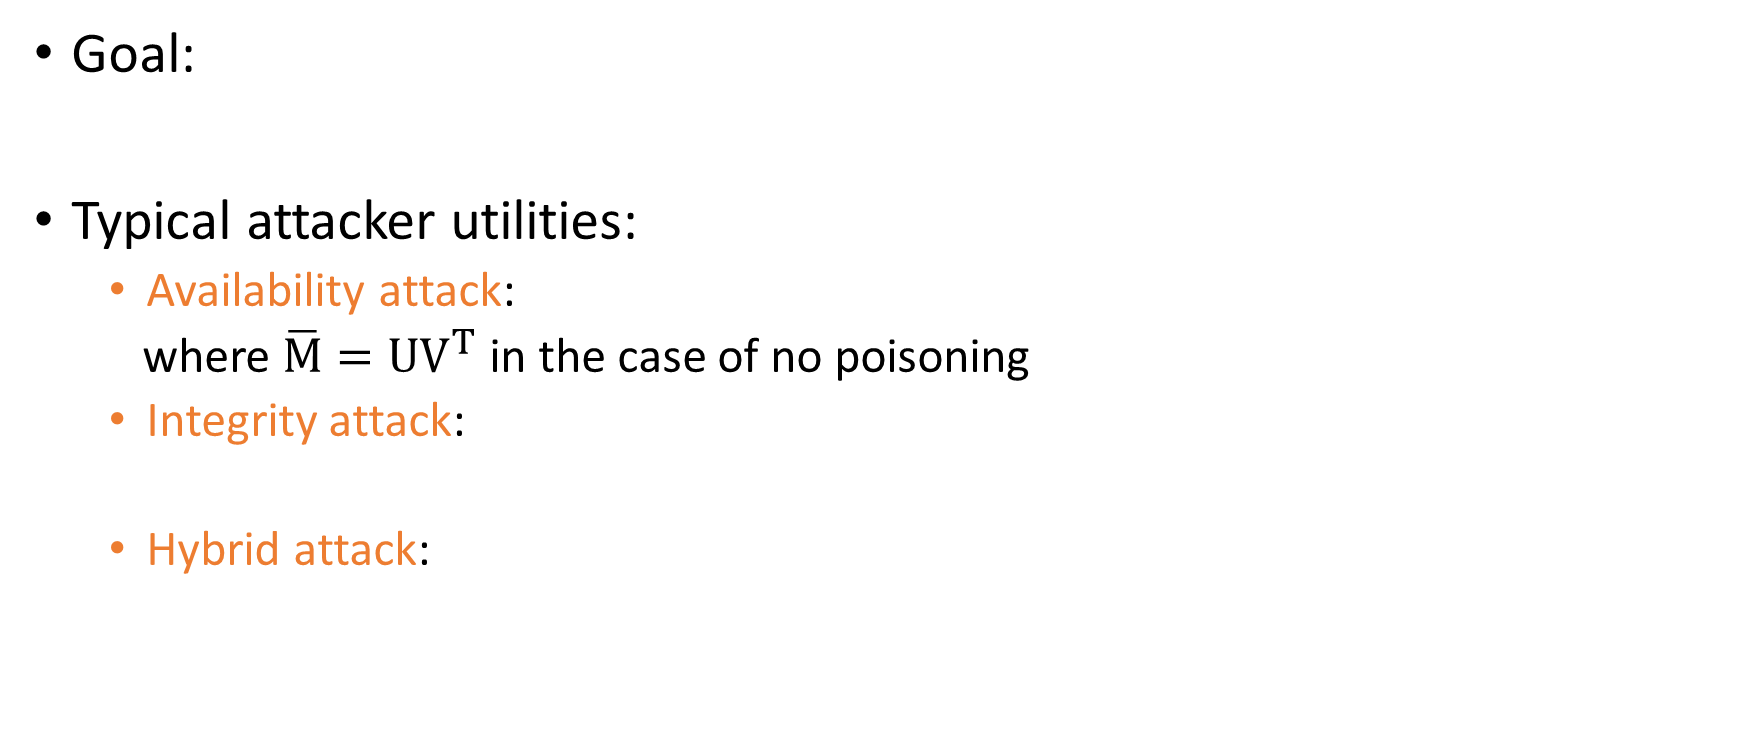 • Goal:
• Typical attacker utilities:
• Availability attack:
where M̅ = UVᵀ in the case of no poisoning
• Integrity attack:
• Hybrid attack: